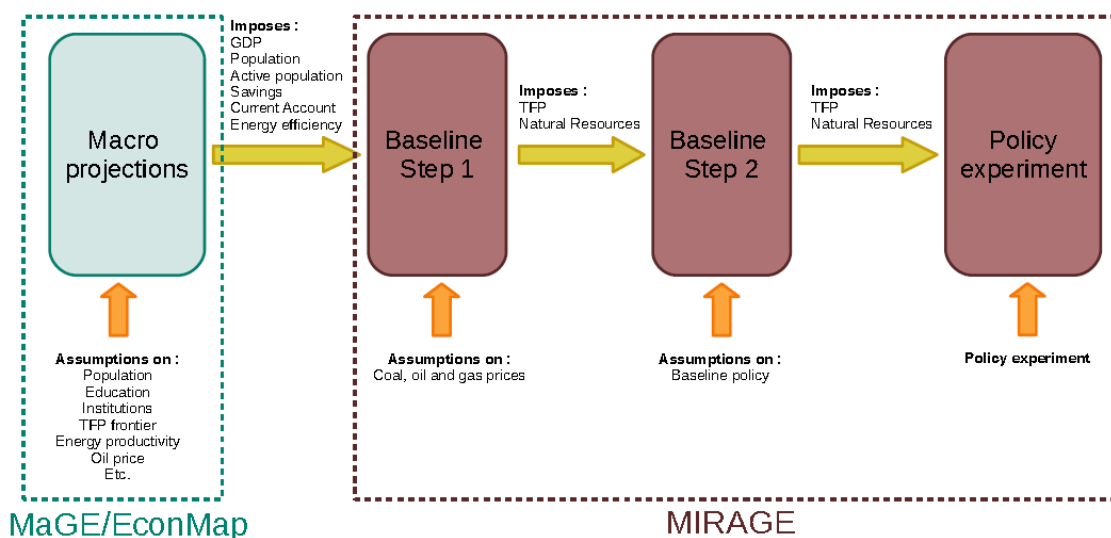 Imposes :
GDP
Population
Active population
Savings
Current Account
Energy efficiency
Macro
projections
Baseline
Step 1
Imposes :
TFP
Natural Resources
Baseline
Step 2
Imposes :
TFP
Natural Resources
Policy
experiment
Assumptions on :
Population
Education
Institutions
TFP frontier
Energy productivity
Oil price
Etc.
Assumptions on :
Coal, oil and gas prices
Assumptions on :
Baseline policy
Policy experiment
MaGE/EconMap
MIRAGE